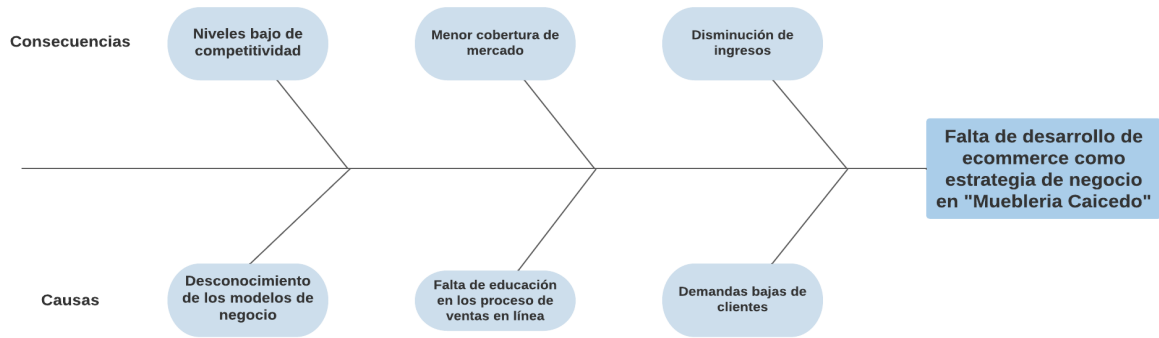 Consecuencias
Niveles bajo de
competitividad
Menor cobertura de
mercado
Disminución de
ingresos
Falta de desarrollo de
ecommerce como
estrategia de negocio
en "Muebleria Caicedo"
Causas
Desconocimiento
de los modelos de
negocio
Falta de educación
en los proceso de
ventas en línea
Demandas bajas de
clientes